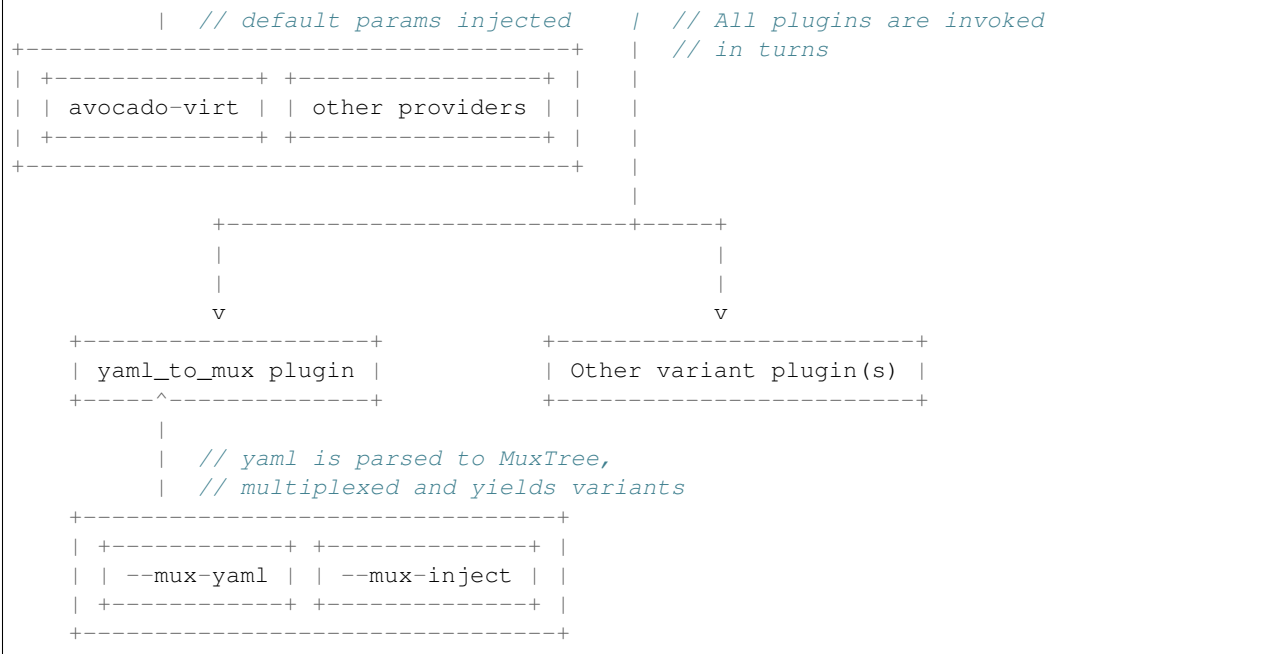 |  // default params injected    |  // All plugins are invoked
+--------------------------------------+   |  // in turns
| +--------------+ +------------------+ |   |
| | avocado-virt | | other providers | |   |
| +--------------+ +------------------+ |   |
+--------------------------------------+   |
                                           |
              +----------------------------+-----+
              |                                  |
              |                                  |
              v                                  v
    +--------------------+           +-------------------------+
    | yaml_to_mux plugin |           | Other variant plugin(s) |
    +-----^--------------+           +-------------------------+
          |
          |  // yaml is parsed to MuxTree,
          |  // multiplexed and yields variants
    +---------------------------------+
    | +------------+ +--------------+ |
    | | --mux-yaml | | --mux-inject | |
    | +------------+ +--------------+ |
    +---------------------------------+